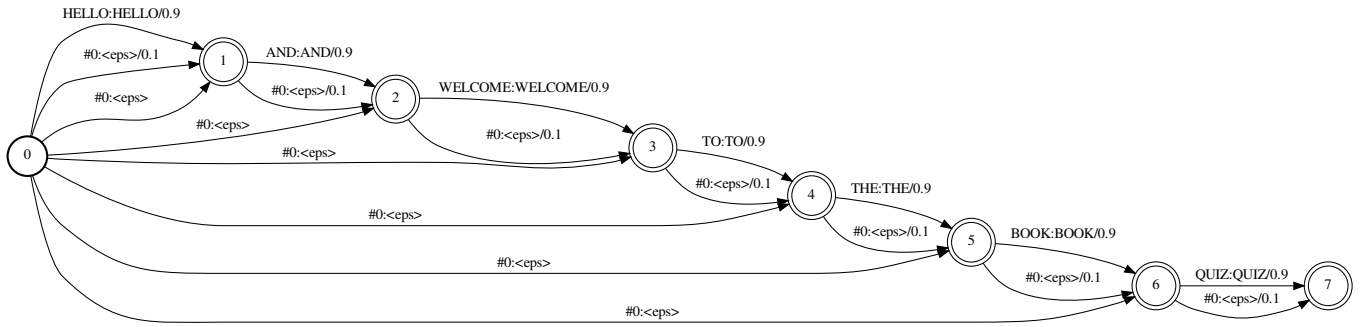 HELLO:HELLO/0.9
#0:<eps>/0.1
#0:<eps>
0
1
AND:AND/0.9
#0:<eps>/0.1
#0:<eps>
2
WELCOME:WELCOME/0.9
#0:<eps>/0.1
#0:<eps>
3
TO:TO/0.9
#0:<eps>/0.1
#0:<eps>
4
THE:THE/0.9
#0:<eps>/0.1
#0:<eps>
5
BOOK:BOOK/0.9
#0:<eps>/0.1
#0:<eps>
6
QUIZ:QUIZ/0.9
#0:<eps>/0.1
7